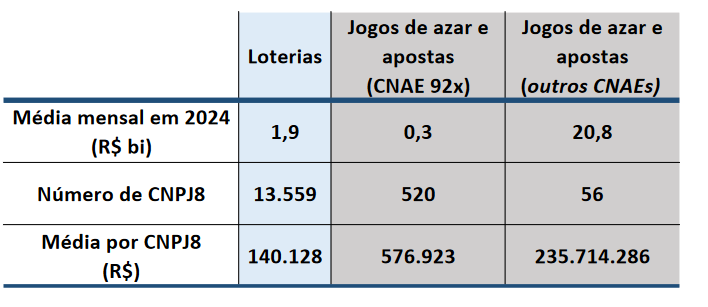 Loterias
Jogos de azar e
apostas
(CNAE 92x)
Jogos de azar e
apostas
(outros CNAEs)
Média mensal em 2024
(R$ bi)
1,9
0,3
20,8
Número de CNPJ8
13.559
520
56
Média por CNPJ8
(R$)
140.128
576.923
235.714.286